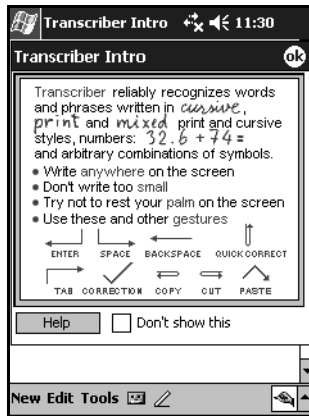 Transcriber Intro 11:30
Transcriber Intro ok
Transcriber reliably recognizes words
and phrases written in cursive,
print and mixed print and cursive
styles, numbers: 32.6 + 74 =
and arbitrary combinations of symbols.
• Write anywhere on the screen
• Don't write too small
• Try not to rest your palm on the screen
• Use these and other gestures
ENTER SPACE BACKSPACE QUICK CORRECT
TAB CORRECTION COPY CUT PASTE
Help Don't show this
New Edit Tools